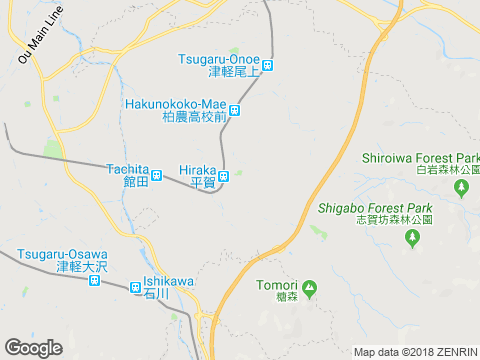 Ou Main Line
Tsugaru-Onoe
津軽尾上
Hakunokoko-Mae
柏農高校前
Tachita
館田
Hiraka
平賀
Shiroiwa Forest Park
白岩森林公園
Shigabo Forest Park
志賀坊森林公園
Tsugaru-Osawa
津軽大沢
Ishikawa
石川
Tomori
糖森
Google
Map data ©2018 ZENRIN